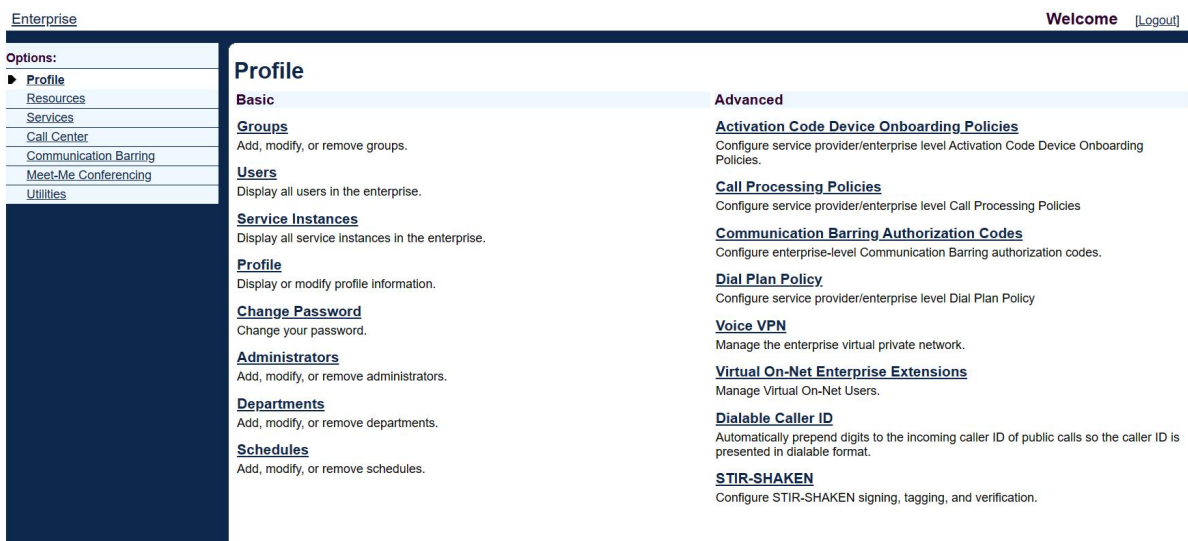 Enterprise
Welcome [Logout]
Options:
Profile
Resources
Services
Call Center
Communication Barring
Meet-Me Conferencing
Utilities
Profile
Basic
Groups
Add, modify, or remove groups.
Users
Display all users in the enterprise.
Service Instances
Display all service instances in the enterprise.
Profile
Display or modify profile information.
Change Password
Change your password.
Administrators
Add, modify, or remove administrators.
Departments
Add, modify, or remove departments.
Schedules
Add, modify, or remove schedules.
Advanced
Activation Code Device Onboarding Policies
Configure service provider/enterprise level Activation Code Device Onboarding
Policies.
Call Processing Policies
Configure service provider/enterprise level Call Processing Policies
Communication Barring Authorization Codes
Configure enterprise-level Communication Barring authorization codes.
Dial Plan Policy
Configure service provider/enterprise level Dial Plan Policy
Voice VPN
Manage the enterprise virtual private network.
Virtual On-Net Enterprise Extensions
Manage Virtual On-Net Users.
Dialable Caller ID
Automatically prepend digits to the incoming caller ID of public calls so the caller ID is
presented in dialable format.
STIR-SHAKEN
Configure STIR-SHAKEN signing, tagging, and verification.